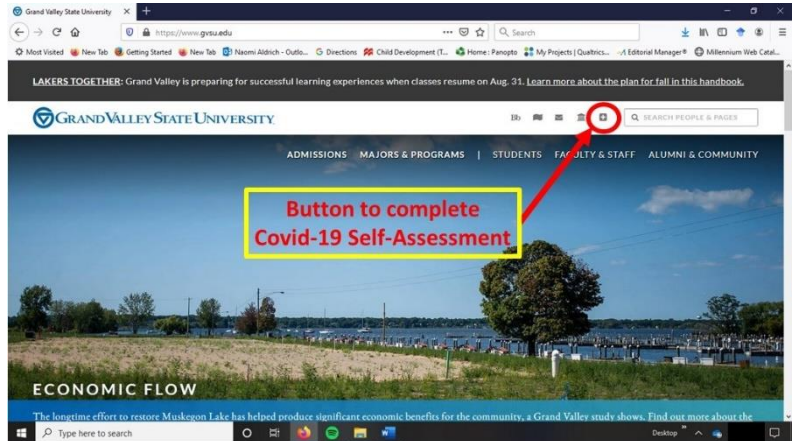 Grand Valley State University
https://www.gvsu.edu
Search
Most Visited New Tab Getting Started New Tab Naomi Aldrich - Outlo... Directions Child Development (T... Home : Panopto My Projects | Qualtrics... Editorial Manager® Millennium Web Catal...
LAKERS TOGETHER: Grand Valley is preparing for successful learning experiences when classes resume on Aug. 31. Learn more about the plan for fall in this handbook.
GRAND VALLEY STATE UNIVERSITY
Bb
SEARCH PEOPLE & PAGES
ADMISSIONS MAJORS & PROGRAMS | STUDENTS FACULTY & STAFF ALUMNI & COMMUNITY
Button to complete
Covid-19 Self-Assessment
ECONOMIC FLOW
The longtime effort to restore Muskegon Lake has helped produce significant economic benefits for the community, a Grand Valley study shows. Find out more about the
Type here to search
Desktop